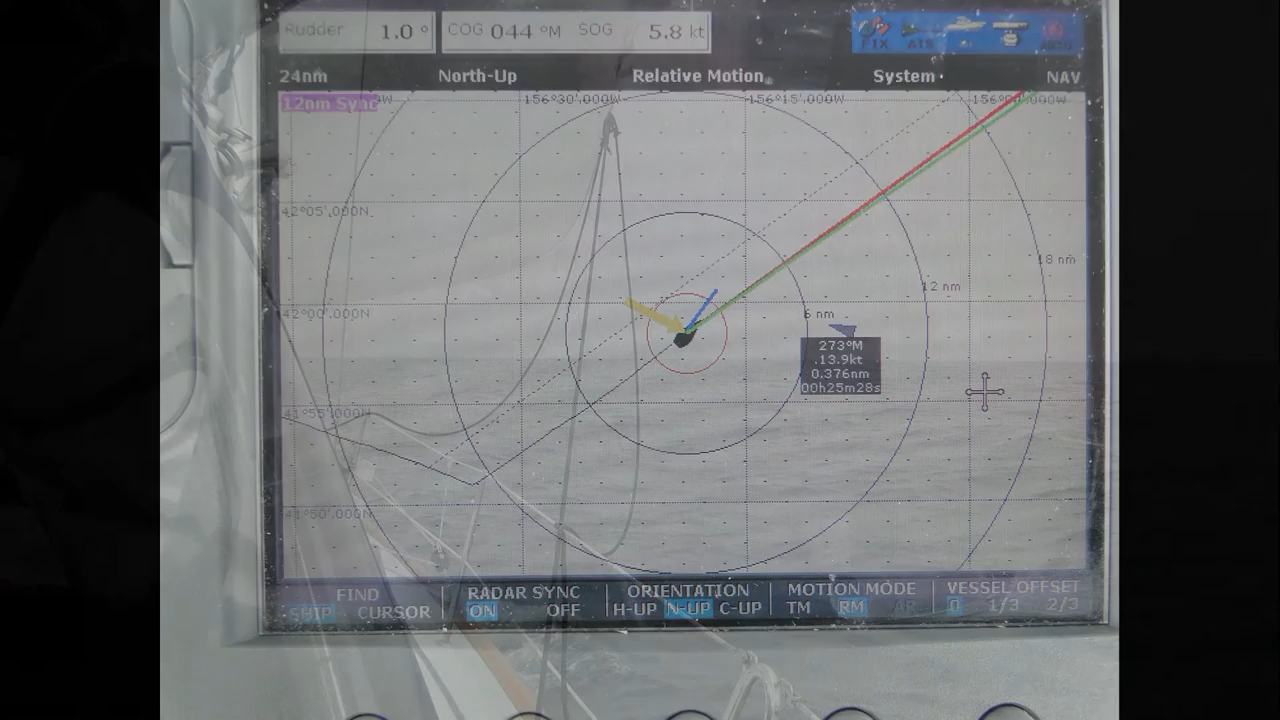 Rudder 1.0 ° COG 044 °M SOG 5.8 kt FIX AIS
24nm North-Up Relative Motion System NAV
12nm Sync W 156°30'.000W 156°15'.000W
42°05'.000N
18 nm
12 nm
42°00'.000N 6 nm
273°M
13.9kt
0.376nm
00h25m28s
41°55'.000N
41°50'.000N
FIND RADAR SYNC ORIENTATION MOTION MODE VESSEL OFFSET
SHIP CURSOR ON OFF H-UP N-UP C-UP TM RM AR 0 1/3 2/3